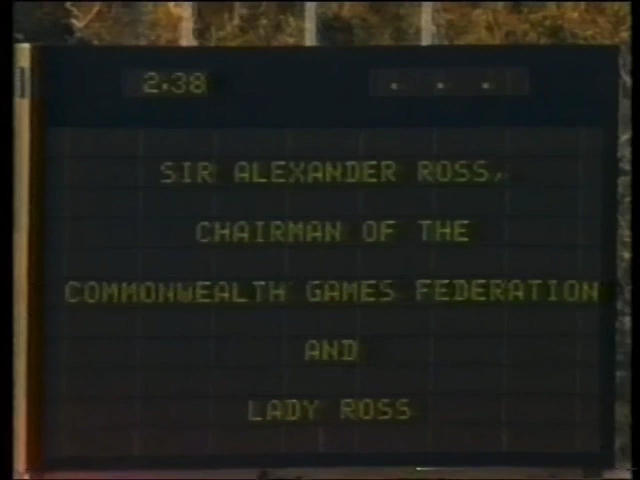 2.38 . . .
SIR ALEXANDER ROSS,
CHAIRMAN OF THE
COMMONWEALTH GAMES FEDERATION
AND
LADY ROSS